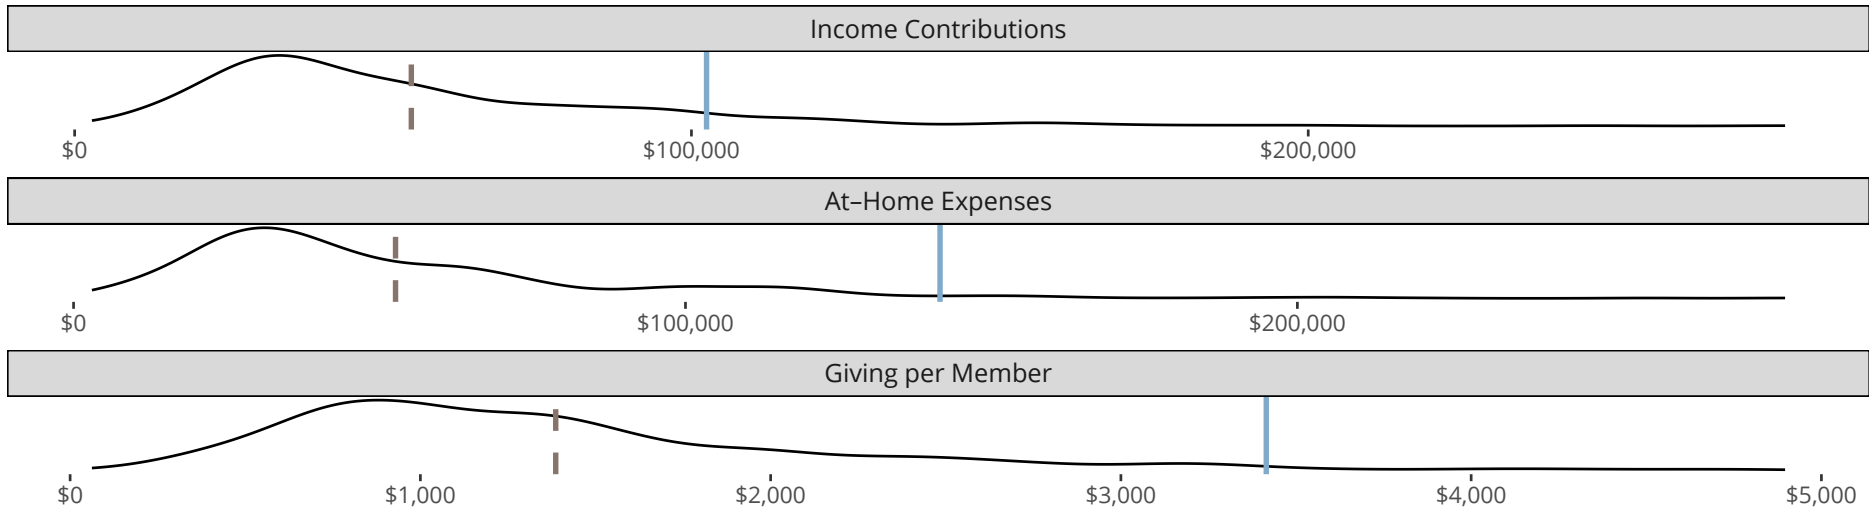 Income Contributions
$0 $100,000 $200,000
At–Home Expenses
$0 $100,000 $200,000
Giving per Member
$0 $1,000 $2,000 $3,000 $4,000 $5,000